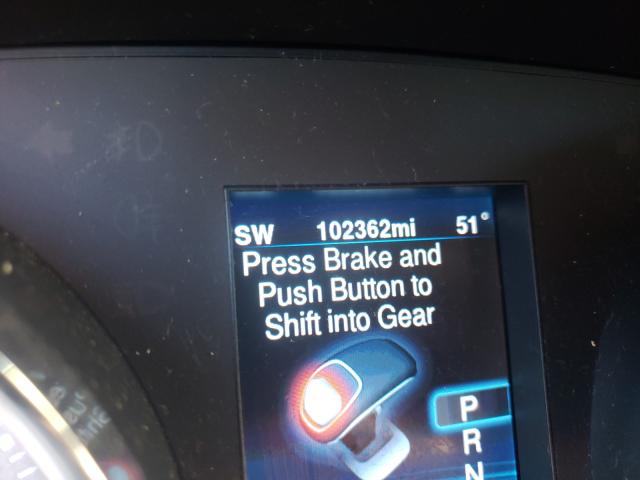 SW 102362mi 51°
Press Brake and
Push Button to
Shift into Gear
P
R
N